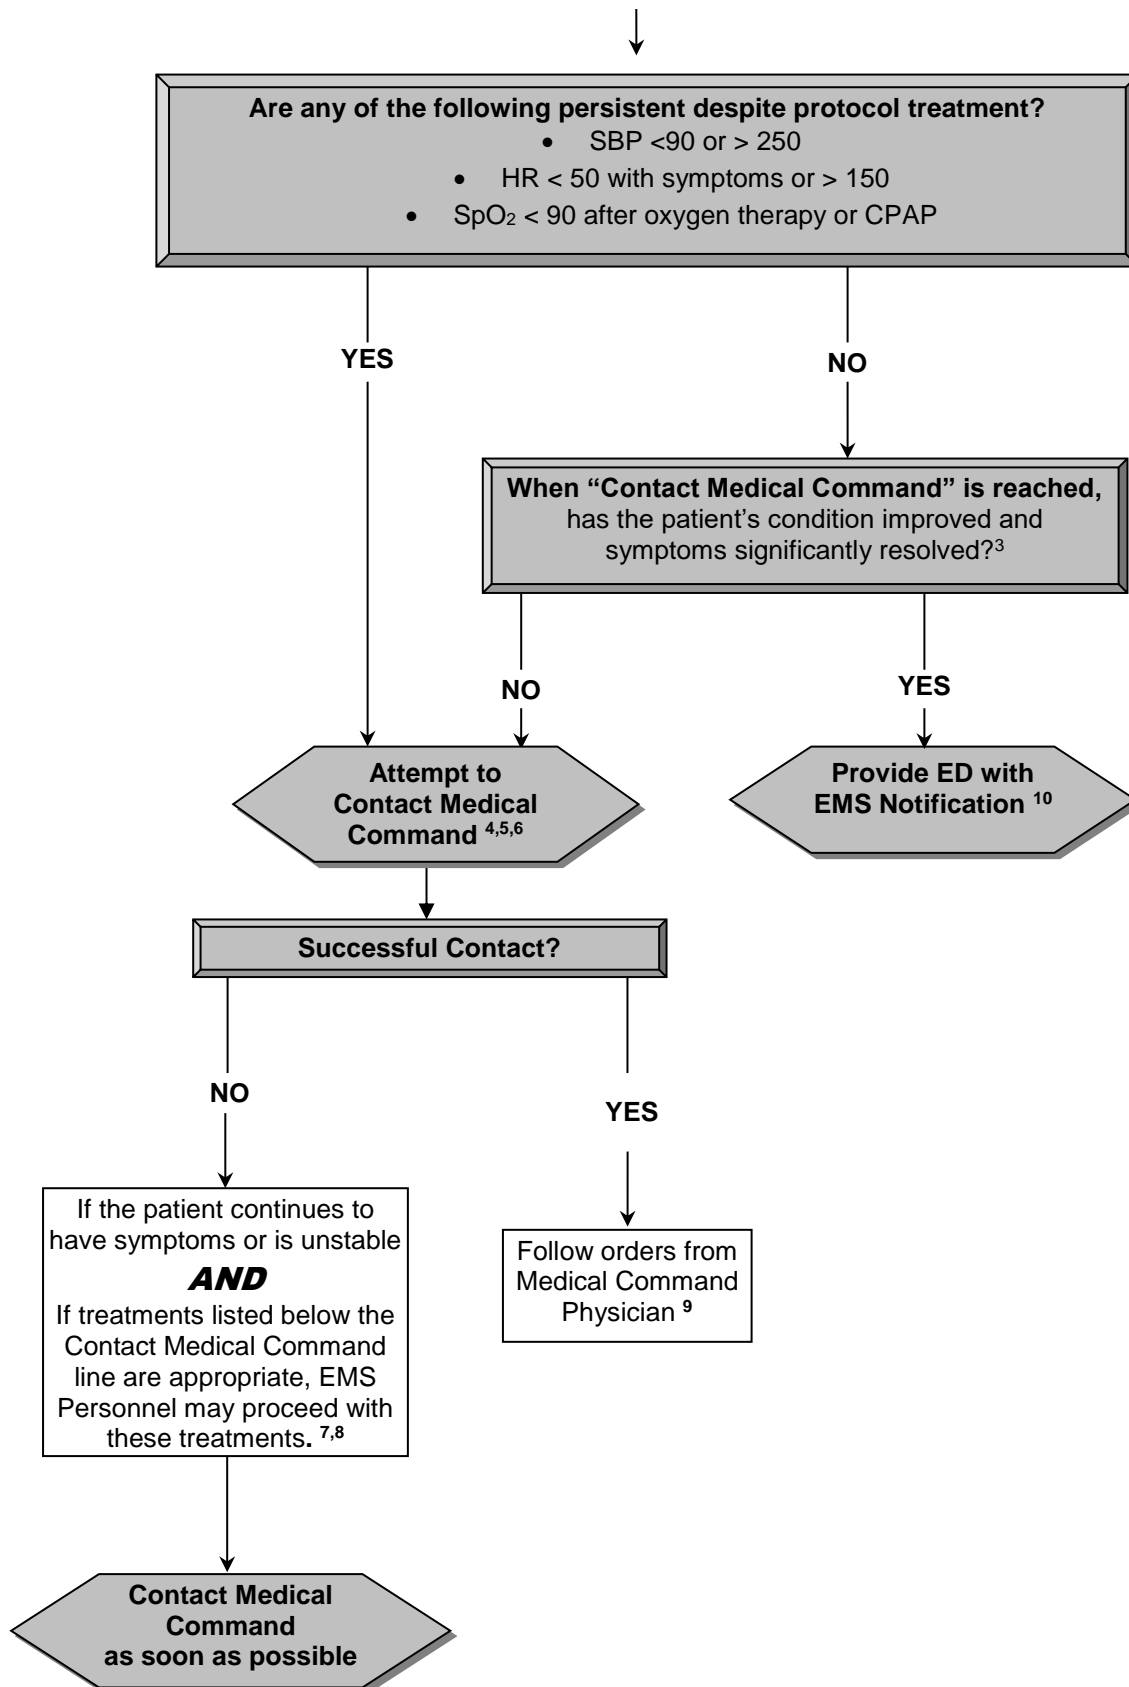 Are any of the following persistent despite protocol treatment?
• SBP <90 or > 250
• HR < 50 with symptoms or > 150
• SpO₂ < 90 after oxygen therapy or CPAP
YES
NO
When “Contact Medical Command” is reached,
has the patient’s condition improved and
symptoms significantly resolved?³
NO
YES
Attempt to
Contact Medical
Command ⁴,⁵,⁶
Provide ED with
EMS Notification ¹⁰
Successful Contact?
NO
YES
If the patient continues to
have symptoms or is unstable
AND
If treatments listed below the
Contact Medical Command
line are appropriate, EMS
Personnel may proceed with
these treatments. ⁷,⁸
Follow orders from
Medical Command
Physician ⁹
Contact Medical
Command
as soon as possible